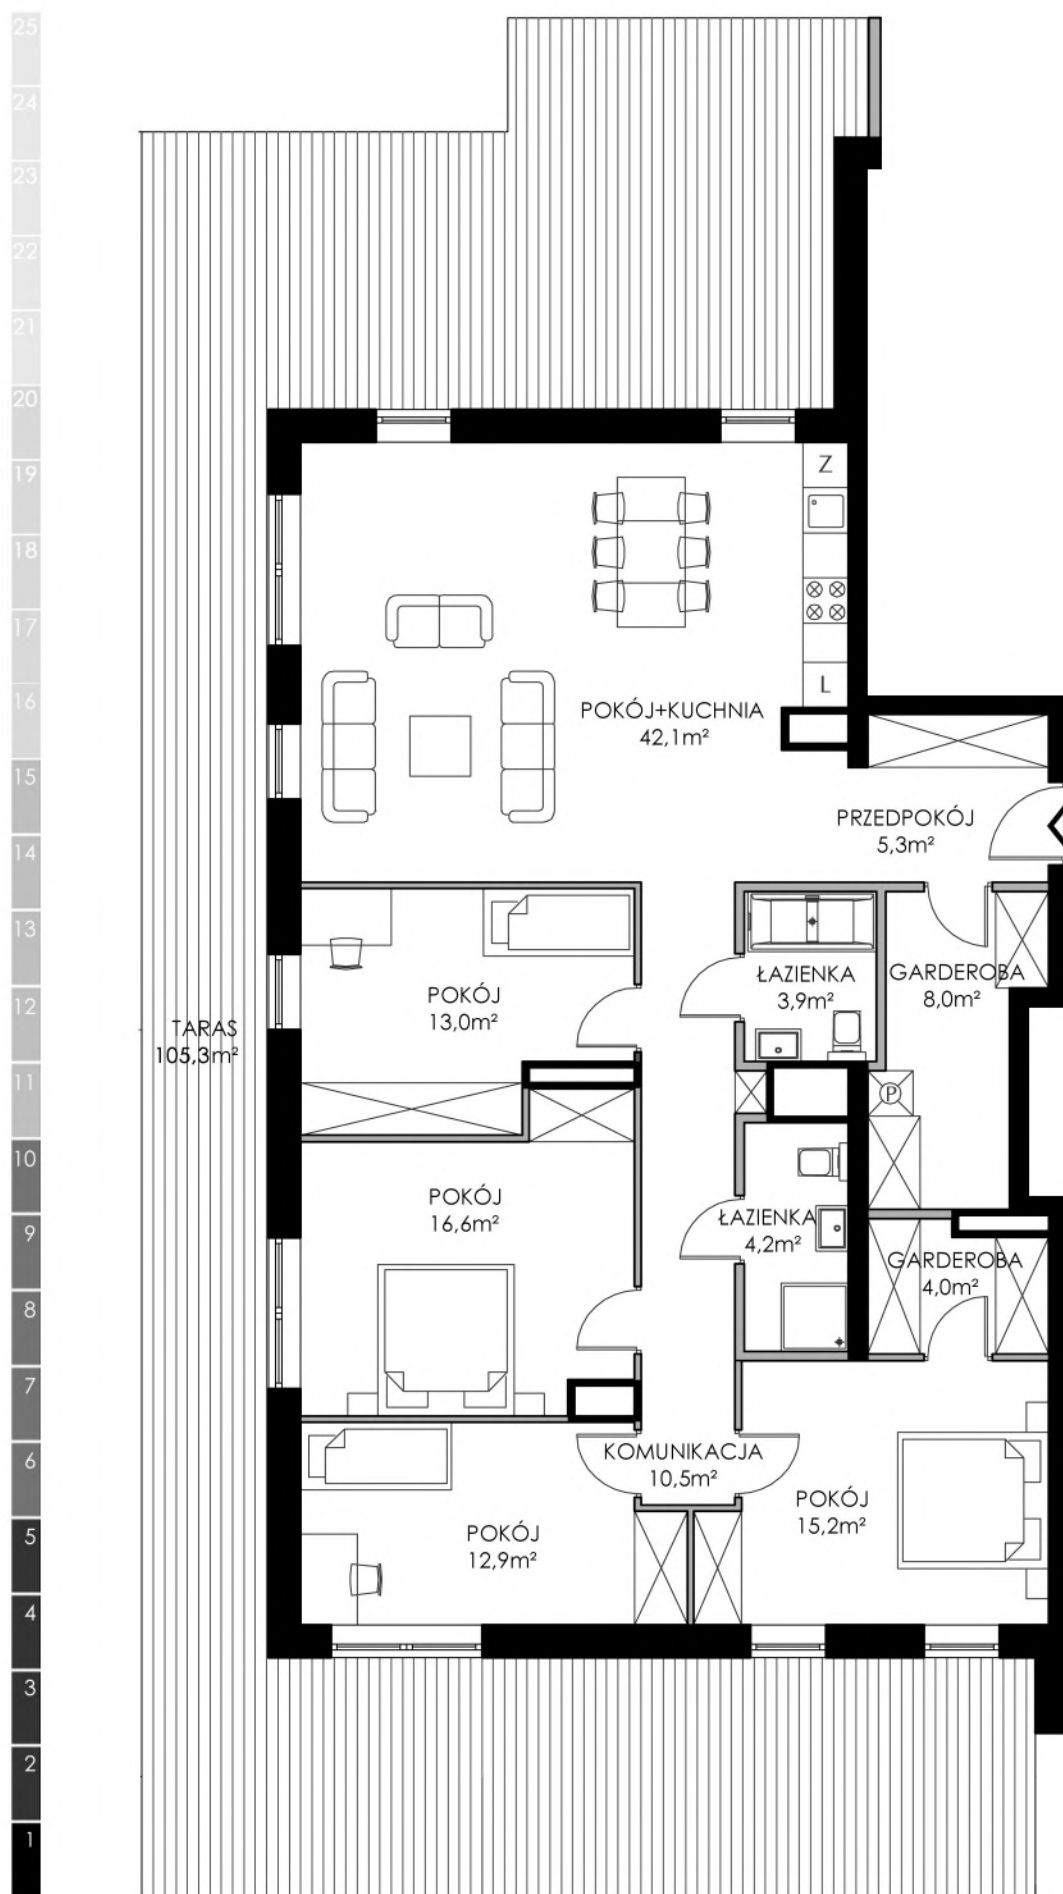 25
24
23
22
21
20
19
18
17
16
15
14
13
12
11
10
9
8
7
6
5
4
3
2
1
Z
L
POKÓJ+KUCHNIA
42,1m²
PRZEDPOKÓJ
5,3m²
POKÓJ
13,0m²
ŁAZIENKA
3,9m²
GARDEROBA
8,0m²
TARAS
105,3m²
P
POKÓJ
16,6m²
ŁAZIENKA
4,2m²
GARDEROBA
4,0m²
KOMUNIKACJA
10,5m²
POKÓJ
15,2m²
POKÓJ
12,9m²